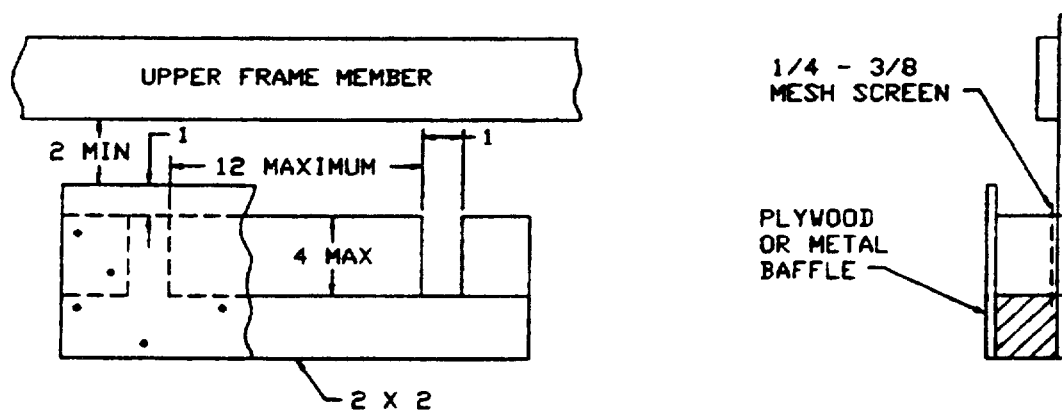 UPPER FRAME MEMBER
1/4 - 3/8
MESH SCREEN
1
1
2 MIN
12 MAXIMUM
4 MAX
PLYWOOD
OR METAL
BAFFLE
2 X 2